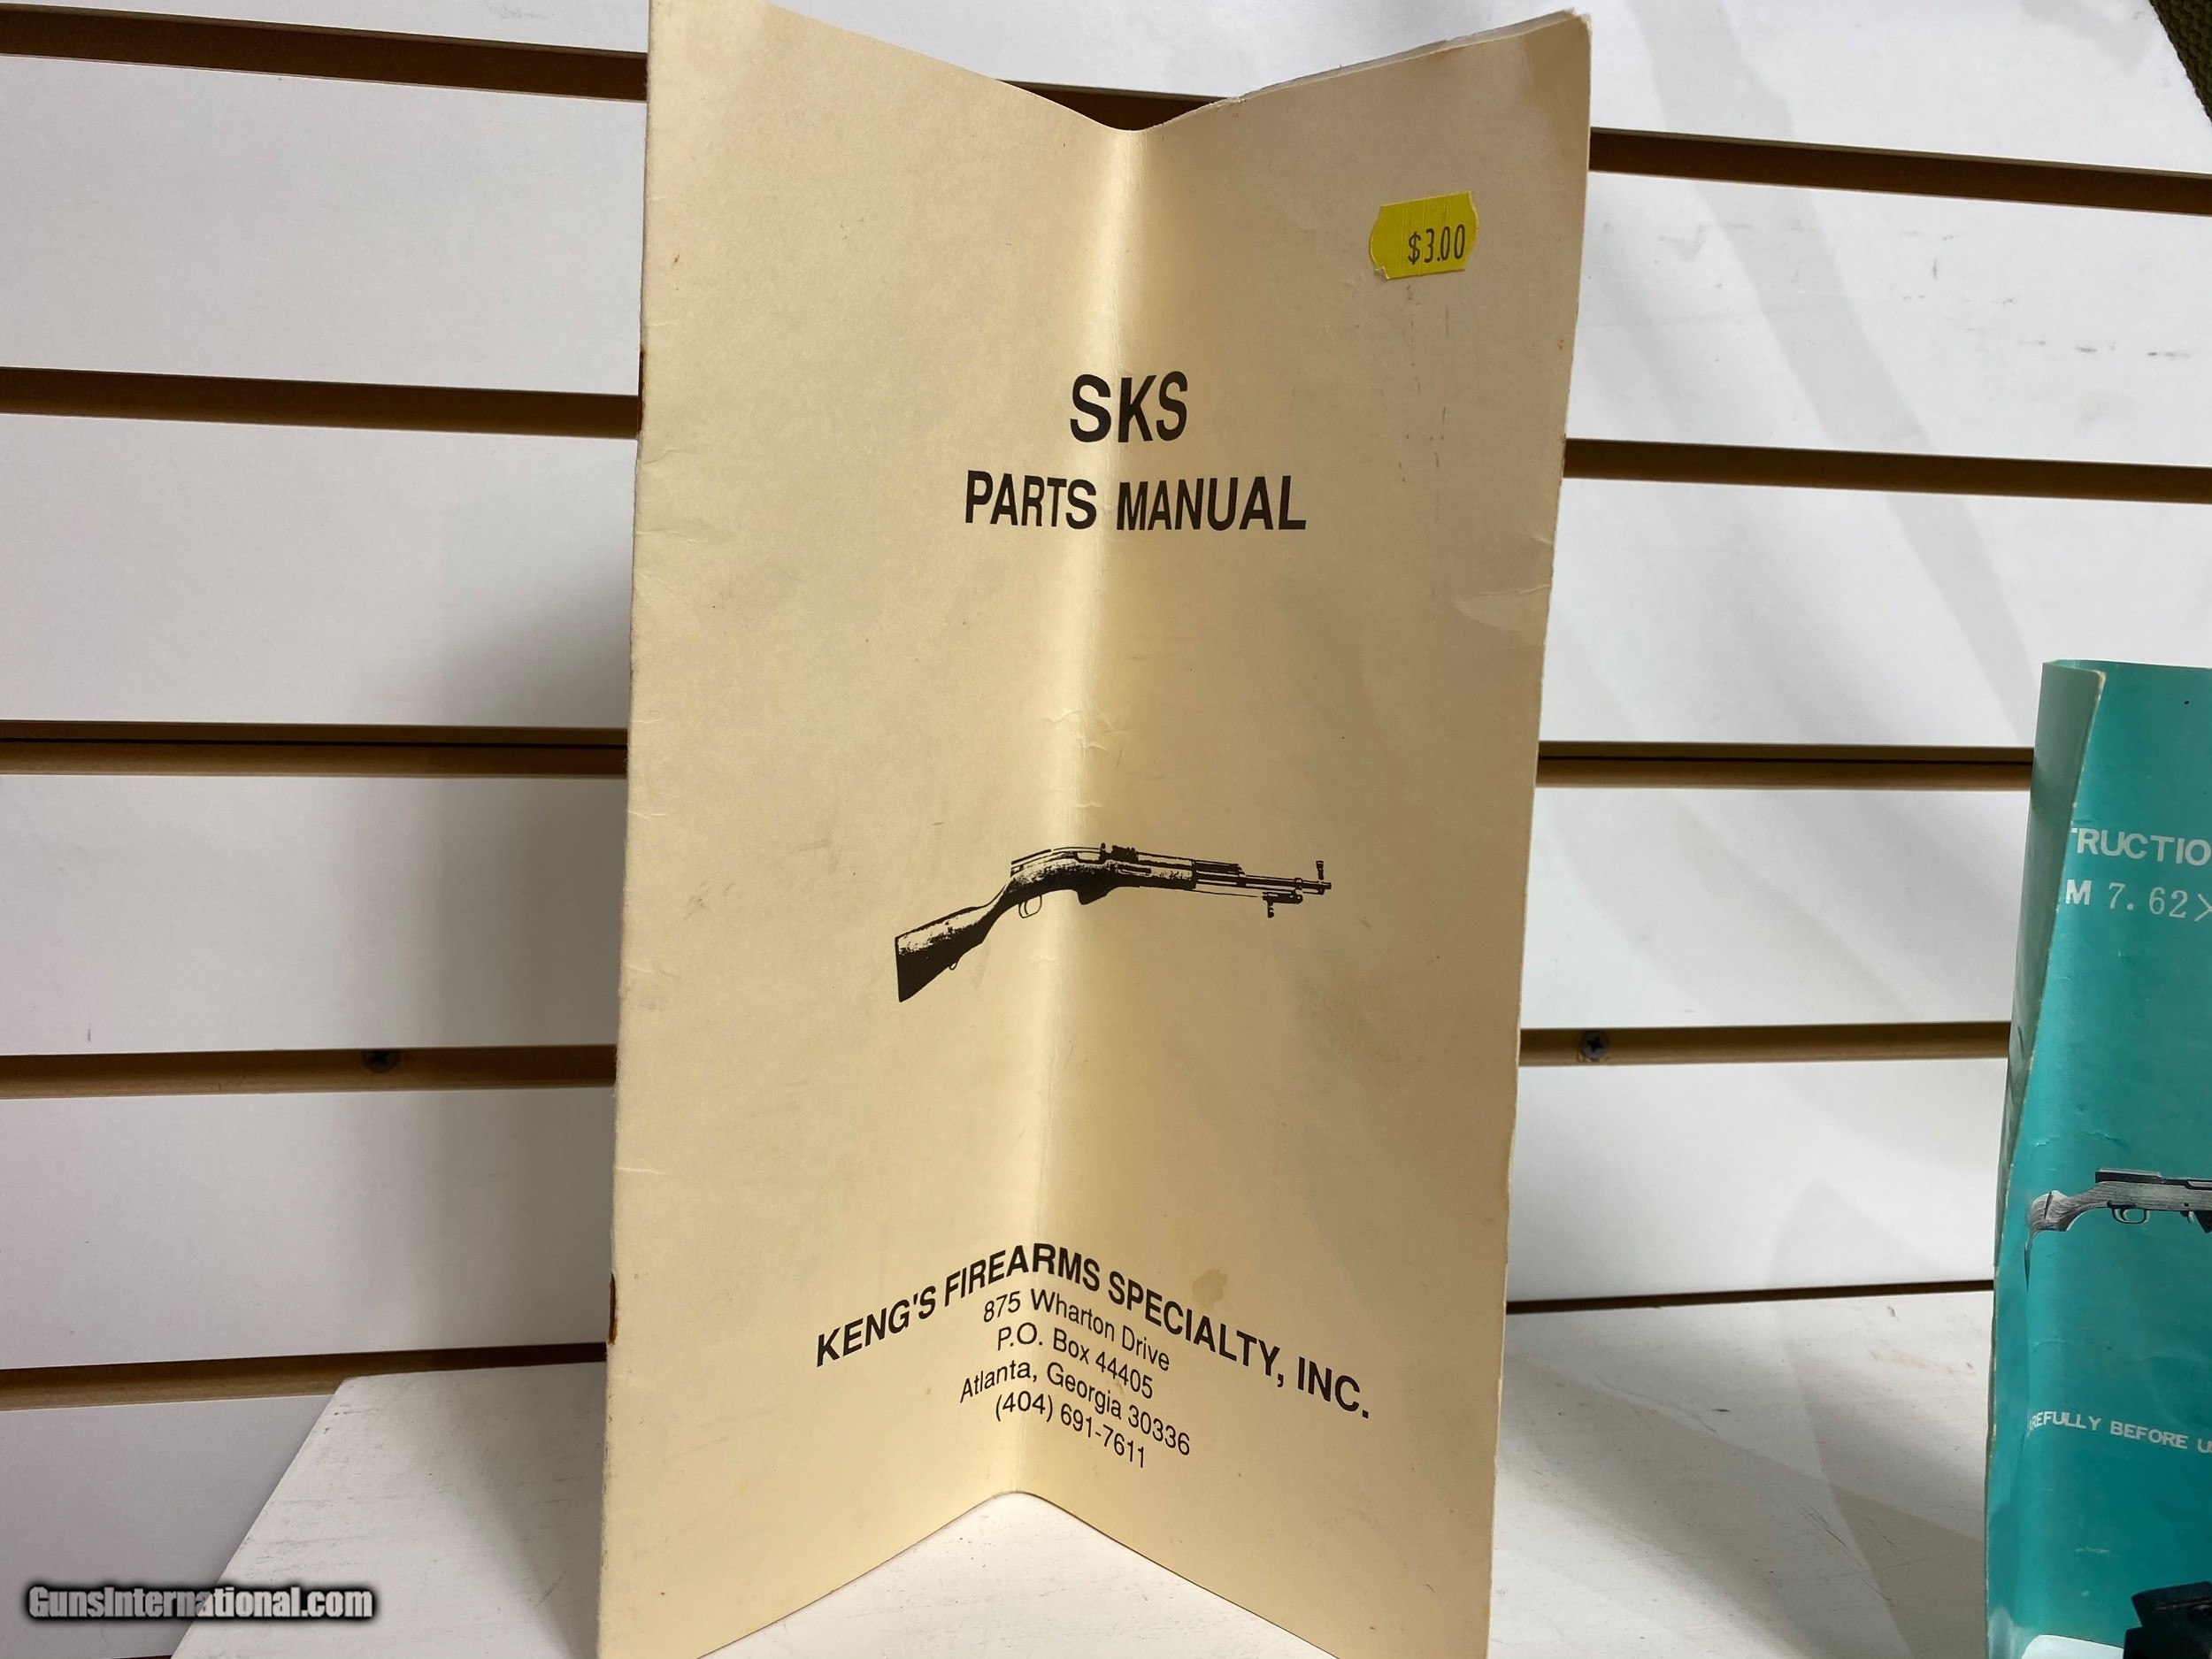 $3.00
SKS
PARTS MANUAL
KENG'S FIREARMS SPECIALTY, INC.
875 Wharton Drive
P.O. Box 44405
Atlanta, Georgia 30336
(404) 691-7611
TRUCTIO
M 7.62×
REFULLY BEFORE U
GunsInternational.com